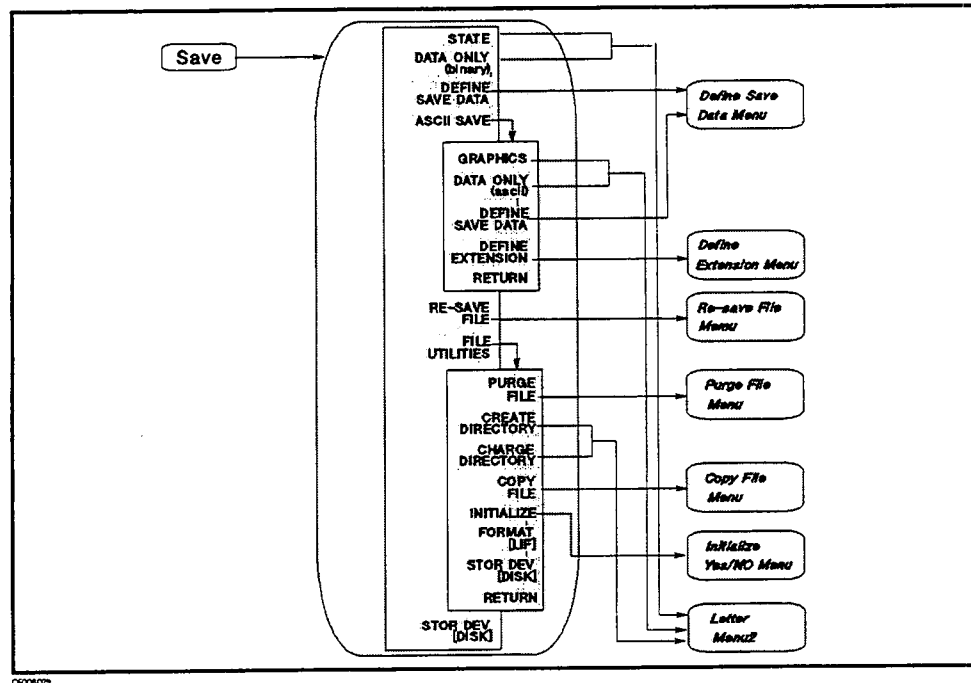 Save
STATE
DATA ONLY
(binary)
DEFINE
SAVE DATA
ASCII SAVE
GRAPHICS
DATA ONLY
(ascii)
DEFINE
SAVE DATA
DEFINE
EXTENSION
RETURN
RE-SAVE
FILE
FILE
UTILITIES
PURGE
FILE
CREATE
DIRECTORY
CHARGE
DIRECTORY
COPY
FILE
INITIALIZE
FORMAT
[LIF]
STOR DEV
[DISK]
RETURN
STOR DEV
[DISK]
Define Save
Data Menu
Define
Extension Menu
Re-save File
Menu
Purge File
Menu
Copy File
Menu
Initialize
Yes/NO Menu
Letter
Menu2